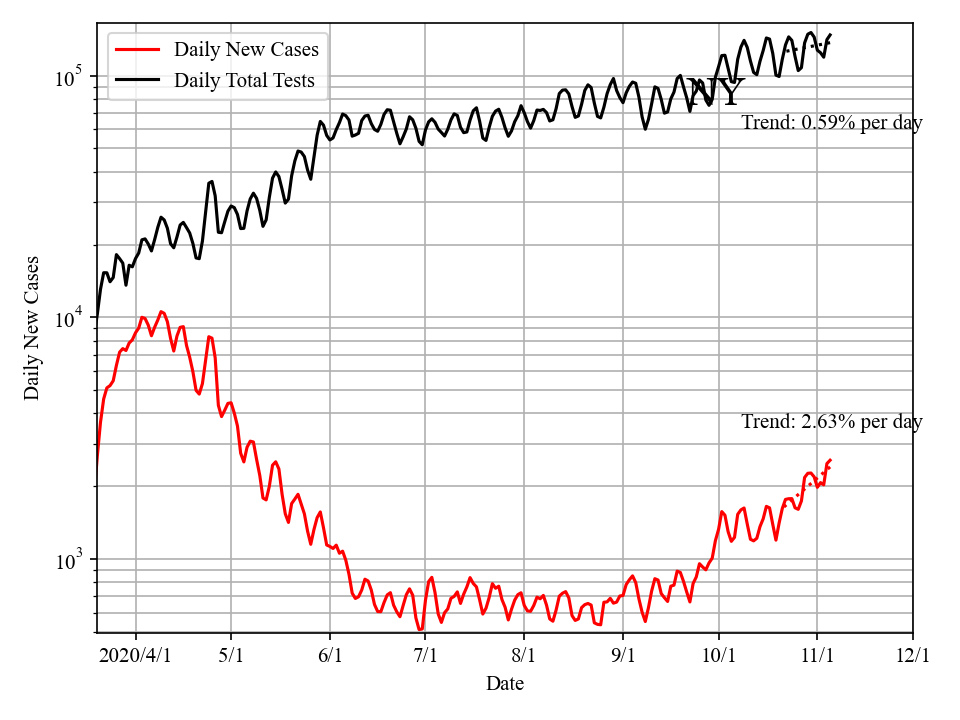 Daily New Cases
Daily Total Tests
NY
Trend: 0.59% per day
Trend: 2.63% per day
10^5
10^4
10^3
Daily New Cases
2020/4/1 5/1 6/1 7/1 8/1 9/1 10/1 11/1 12/1
Date